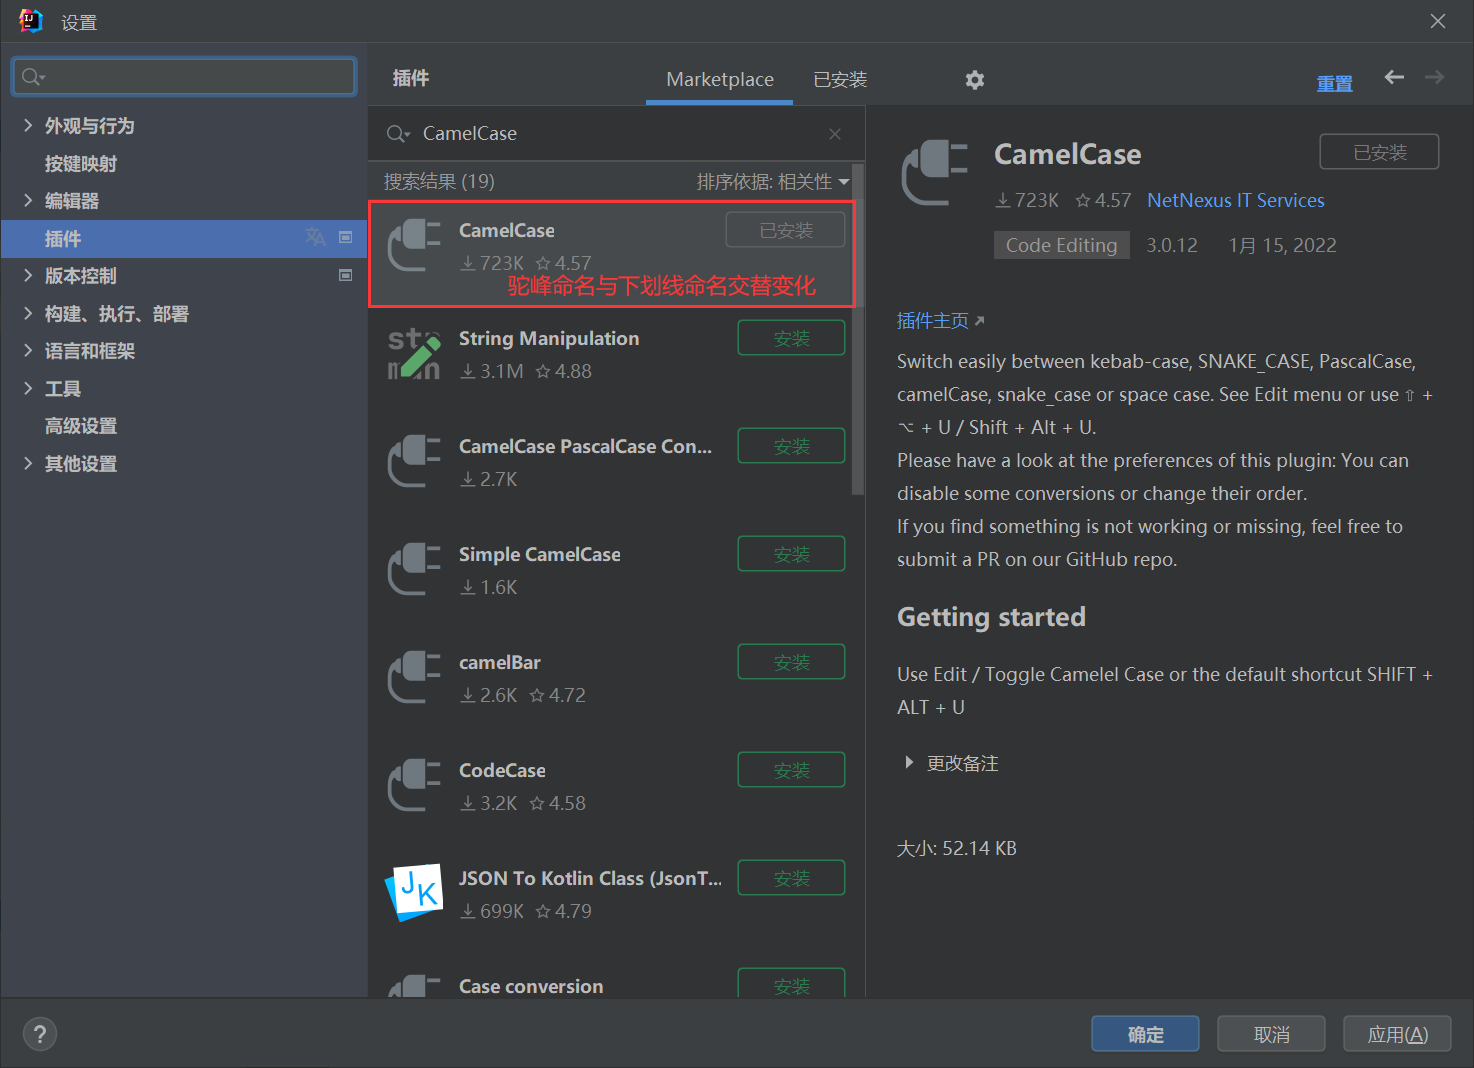 设置
插件
Marketplace
已安装
重置
外观与行为
按键映射
编辑器
插件
版本控制
构建、执行、部署
语言和框架
工具
高级设置
其他设置
CamelCase
搜索结果 (19)
排序依据: 相关性
CamelCase
已安装
723K 4.57
驼峰命名与下划线命名交替变化
String Manipulation
安装
3.1M 4.88
CamelCase PascalCase Con...
安装
2.7K
Simple CamelCase
安装
1.6K
camelBar
安装
2.6K 4.72
CodeCase
安装
3.2K 4.58
JSON To Kotlin Class (JsonT...
安装
699K 4.79
Case conversion
安装
CamelCase
已安装
723K 4.57 NetNexus IT Services
Code Editing 3.0.12 1月 15, 2022
插件主页
Switch easily between kebab-case, SNAKE_CASE, PascalCase,
camelCase, snake_case or space case. See Edit menu or use ⇧ +
⌥ + U / Shift + Alt + U.
Please have a look at the preferences of this plugin: You can
disable some conversions or change their order.
If you find something is not working or missing, feel free to
submit a PR on our GitHub repo.
Getting started
Use Edit / Toggle Camelel Case or the default shortcut SHIFT +
ALT + U
更改备注
大小: 52.14 KB
?
确定
取消
应用(A)